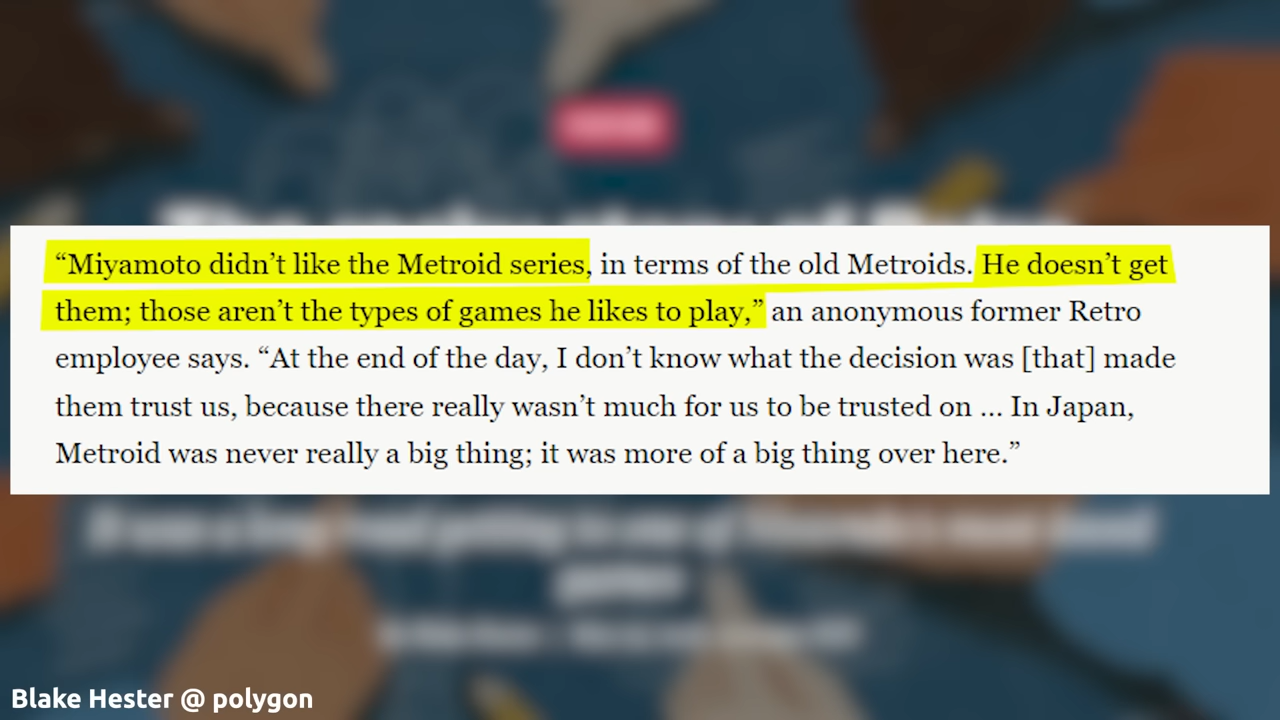 “Miyamoto didn’t like the Metroid series, in terms of the old Metroids. He doesn’t get
them; those aren’t the types of games he likes to play,” an anonymous former Retro
employee says. “At the end of the day, I don’t know what the decision was [that] made
them trust us, because there really wasn’t much for us to be trusted on ... In Japan,
Metroid was never really a big thing; it was more of a big thing over here.”
Blake Hester @ polygon